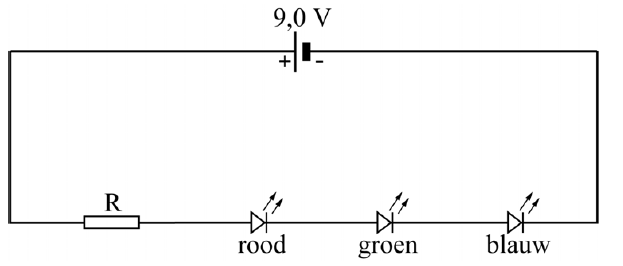 9,0 V
+ -
R
rood groen blauw